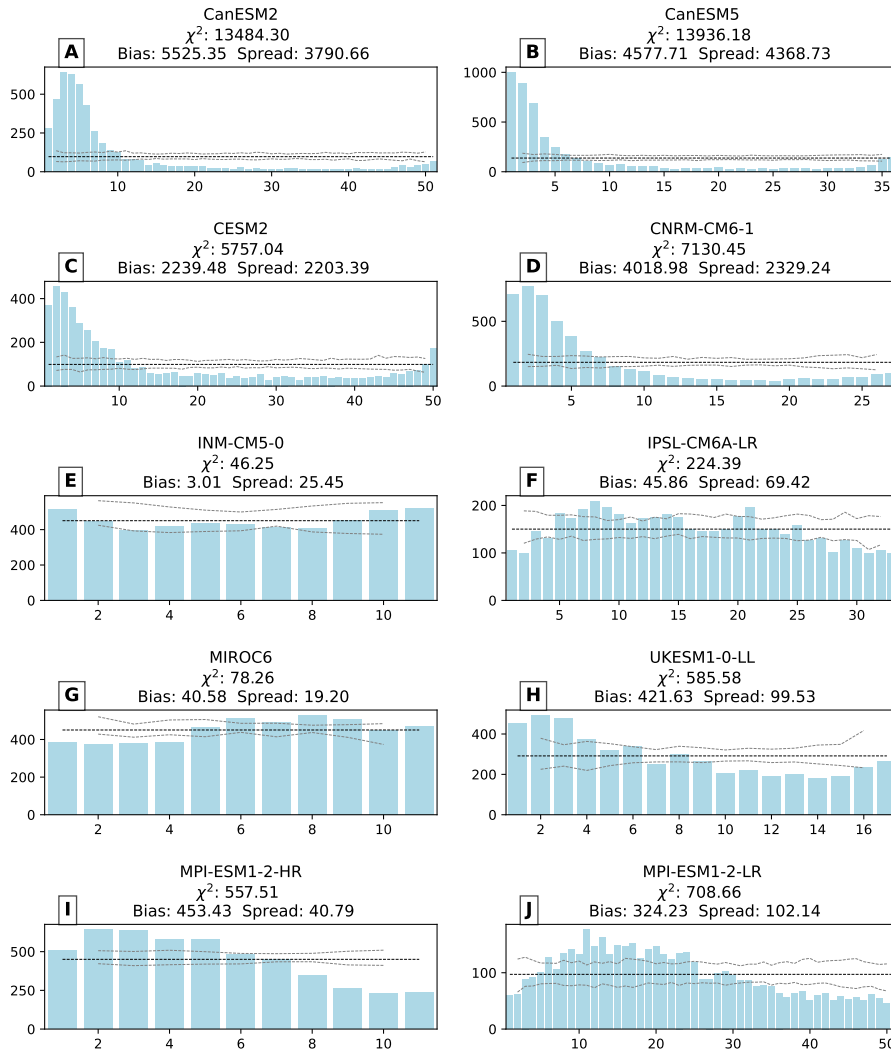 CanESM2
χ²: 13484.30
A Bias: 5525.35 Spread: 3790.66
500
250
0
10 20 30 40 50
CanESM5
χ²: 13936.18
B Bias: 4577.71 Spread: 4368.73
1000
500
0
5 10 15 20 25 30 35
CESM2
χ²: 5757.04
C Bias: 2239.48 Spread: 2203.39
400
200
0
10 20 30 40 50
CNRM-CM6-1
χ²: 7130.45
D Bias: 4018.98 Spread: 2329.24
500
0
5 10 15 20 25
INM-CM5-0
χ²: 46.25
E Bias: 3.01 Spread: 25.45
400
200
0
2 4 6 8 10
IPSL-CM6A-LR
χ²: 224.39
F Bias: 45.86 Spread: 69.42
200
100
0
5 10 15 20 25 30
MIROC6
χ²: 78.26
G Bias: 40.58 Spread: 19.20
400
200
0
2 4 6 8 10
UKESM1-0-LL
χ²: 585.58
H Bias: 421.63 Spread: 99.53
400
200
0
2 4 6 8 10 12 14 16
MPI-ESM1-2-HR
χ²: 557.51
I Bias: 453.43 Spread: 40.79
500
250
0
2 4 6 8 10
MPI-ESM1-2-LR
χ²: 708.66
J Bias: 324.23 Spread: 102.14
100
0
10 20 30 40 50